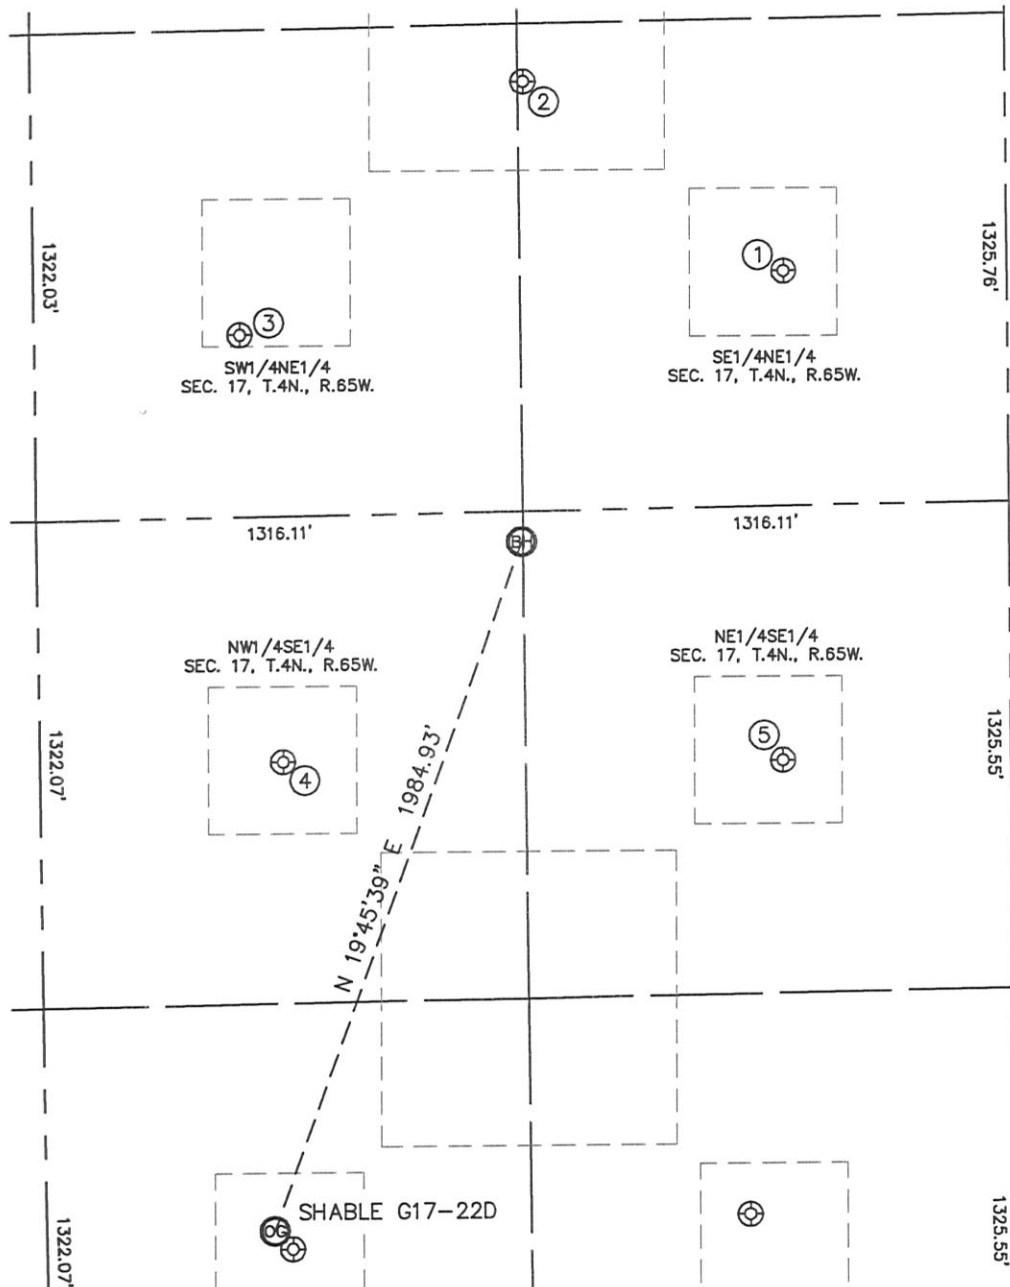 2
1322.03'
1
1325.76'
3
SW1/4NE1/4
SEC. 17, T.4N., R.65W.
SE1/4NE1/4
SEC. 17, T.4N., R.65W.
1316.11'
1316.11'
BH
NW1/4SE1/4
SEC. 17, T.4N., R.65W.
NE1/4SE1/4
SEC. 17, T.4N., R.65W.
1322.07'
4
5
1325.55'
N 19°45'39" E 1984.93'
OG
SHABLE G17-22D
1322.07'
1325.55'